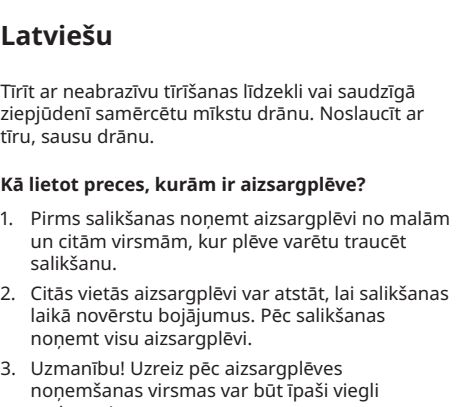 Latviešu
Tīrīt ar neabrazīvu tīrīšanas līdzekli vai saudzīgā
ziepjūdenī samērcētu mīkstu drānu. Noslaucīt ar
tīru, sausu drānu.
Kā lietot preces, kurām ir aizsargplēve?
1. Pirms salikšanas noņemt aizsargplēvi no malām
un citām virsmām, kur plēve varētu traucēt
salikšanu.
2. Citās vietās aizsargplēvi var atstāt, lai salikšanas
laikā novērstu bojājumus. Pēc salikšanas
noņemt visu aizsargplēvi.
3. Uzmanību! Uzreiz pēc aizsargplēves
noņemšanas virsmas var būt īpaši viegli